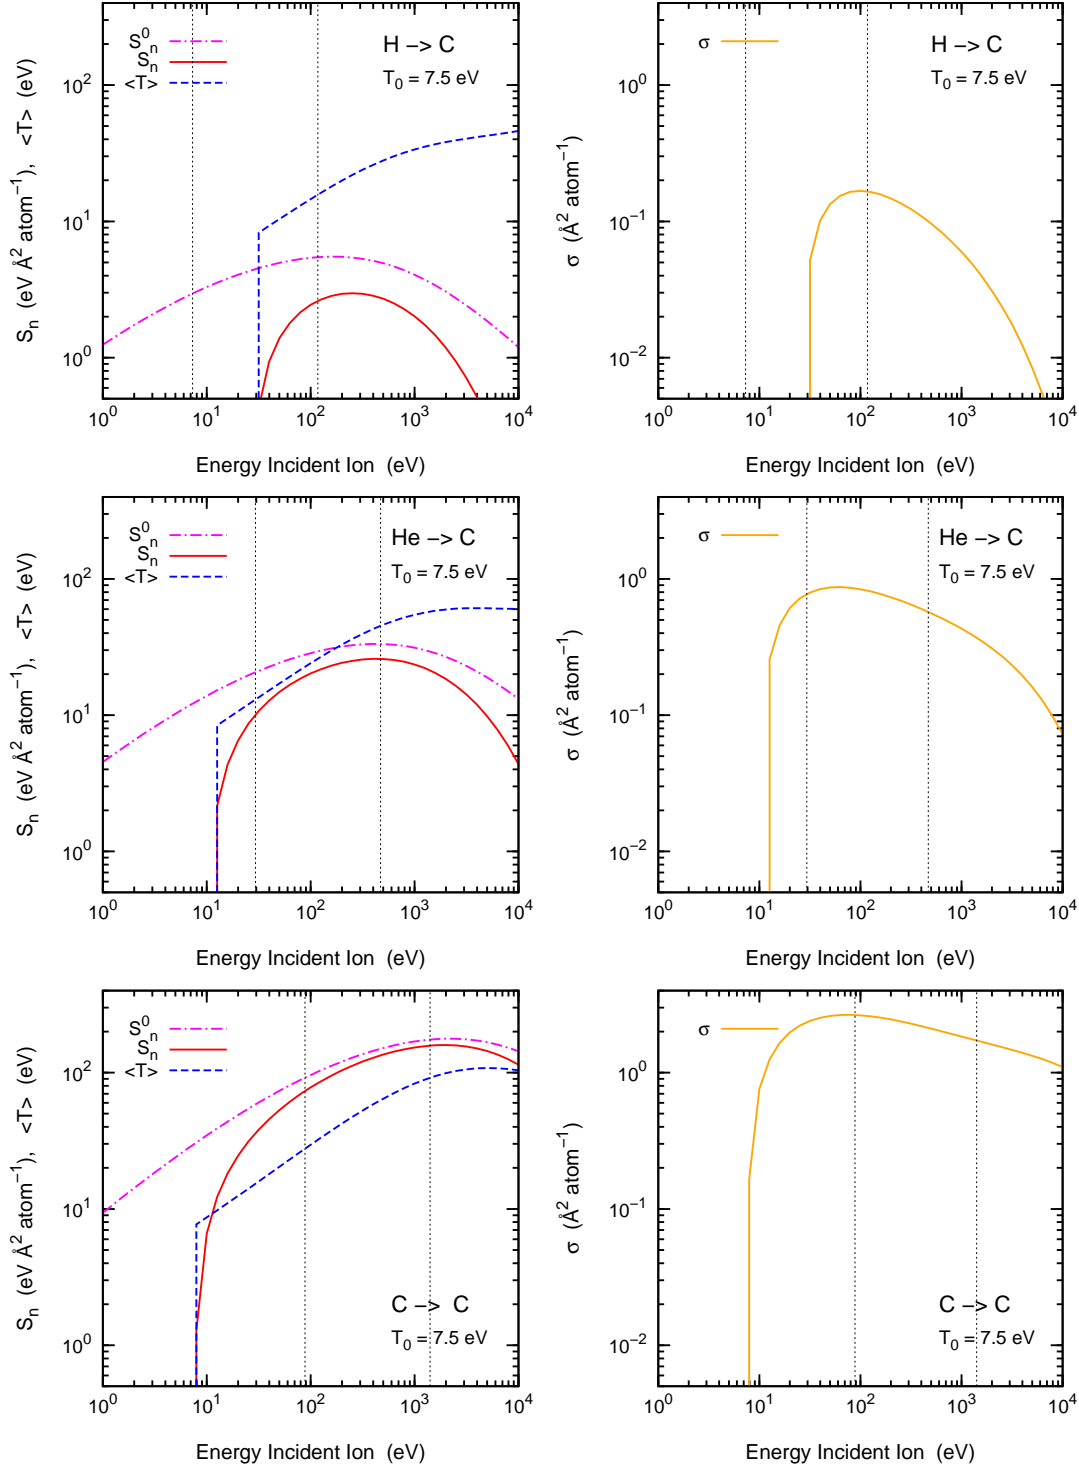 S⁰ₙ
Sₙ
<T>
H -> C
T₀ = 7.5 eV
10²
10¹
10⁰
10⁰ 10¹ 10² 10³ 10⁴
Sₙ (eV Å² atom⁻¹), <T> (eV)
Energy Incident Ion (eV)
σ
H -> C
T₀ = 7.5 eV
10⁰
10⁻¹
10⁻²
10⁰ 10¹ 10² 10³ 10⁴
σ (Å² atom⁻¹)
Energy Incident Ion (eV)
S⁰ₙ
Sₙ
<T>
He -> C
T₀ = 7.5 eV
10²
10¹
10⁰
10⁰ 10¹ 10² 10³ 10⁴
Sₙ (eV Å² atom⁻¹), <T> (eV)
Energy Incident Ion (eV)
σ
He -> C
T₀ = 7.5 eV
10⁰
10⁻¹
10⁻²
10⁰ 10¹ 10² 10³ 10⁴
σ (Å² atom⁻¹)
Energy Incident Ion (eV)
S⁰ₙ
Sₙ
<T>
C -> C
T₀ = 7.5 eV
10²
10¹
10⁰
10⁰ 10¹ 10² 10³ 10⁴
Sₙ (eV Å² atom⁻¹), <T> (eV)
Energy Incident Ion (eV)
σ
C -> C
T₀ = 7.5 eV
10⁰
10⁻¹
10⁻²
10⁰ 10¹ 10² 10³ 10⁴
σ (Å² atom⁻¹)
Energy Incident Ion (eV)